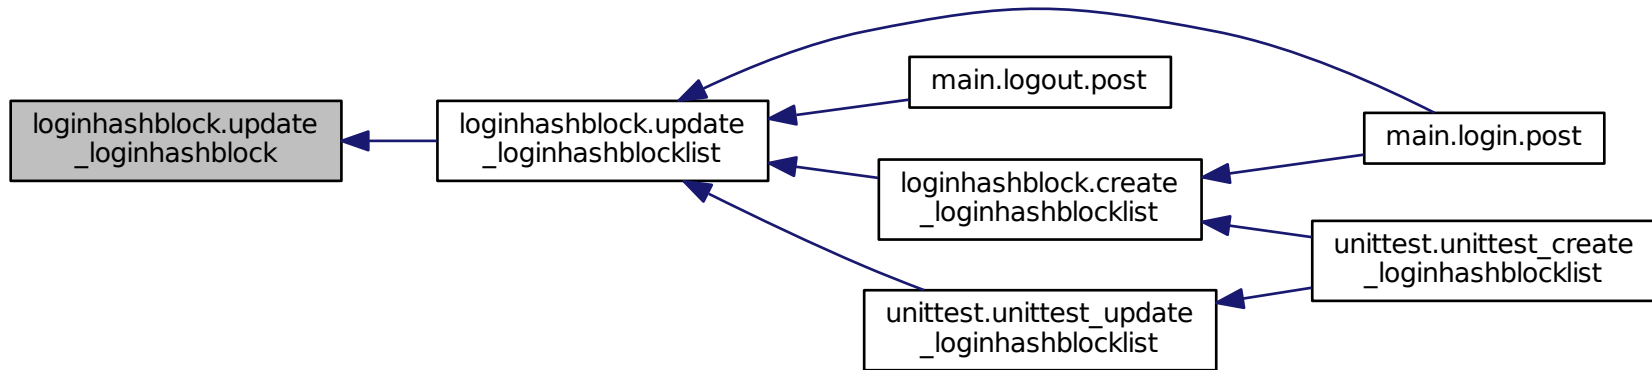 loginhashblock.update
_loginhashblock
loginhashblock.update
_loginhashblocklist
main.logout.post
loginhashblock.create
_loginhashblocklist
unittest.unittest_update
_loginhashblocklist
main.login.post
unittest.unittest_create
_loginhashblocklist